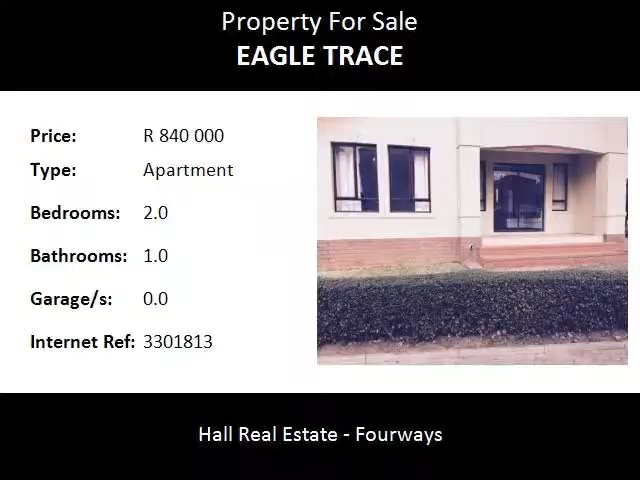 Property For Sale
EAGLE TRACE
Price: R 840 000
Type: Apartment
Bedrooms: 2.0
Bathrooms: 1.0
Garage/s: 0.0
Internet Ref: 3301813
Hall Real Estate - Fourways